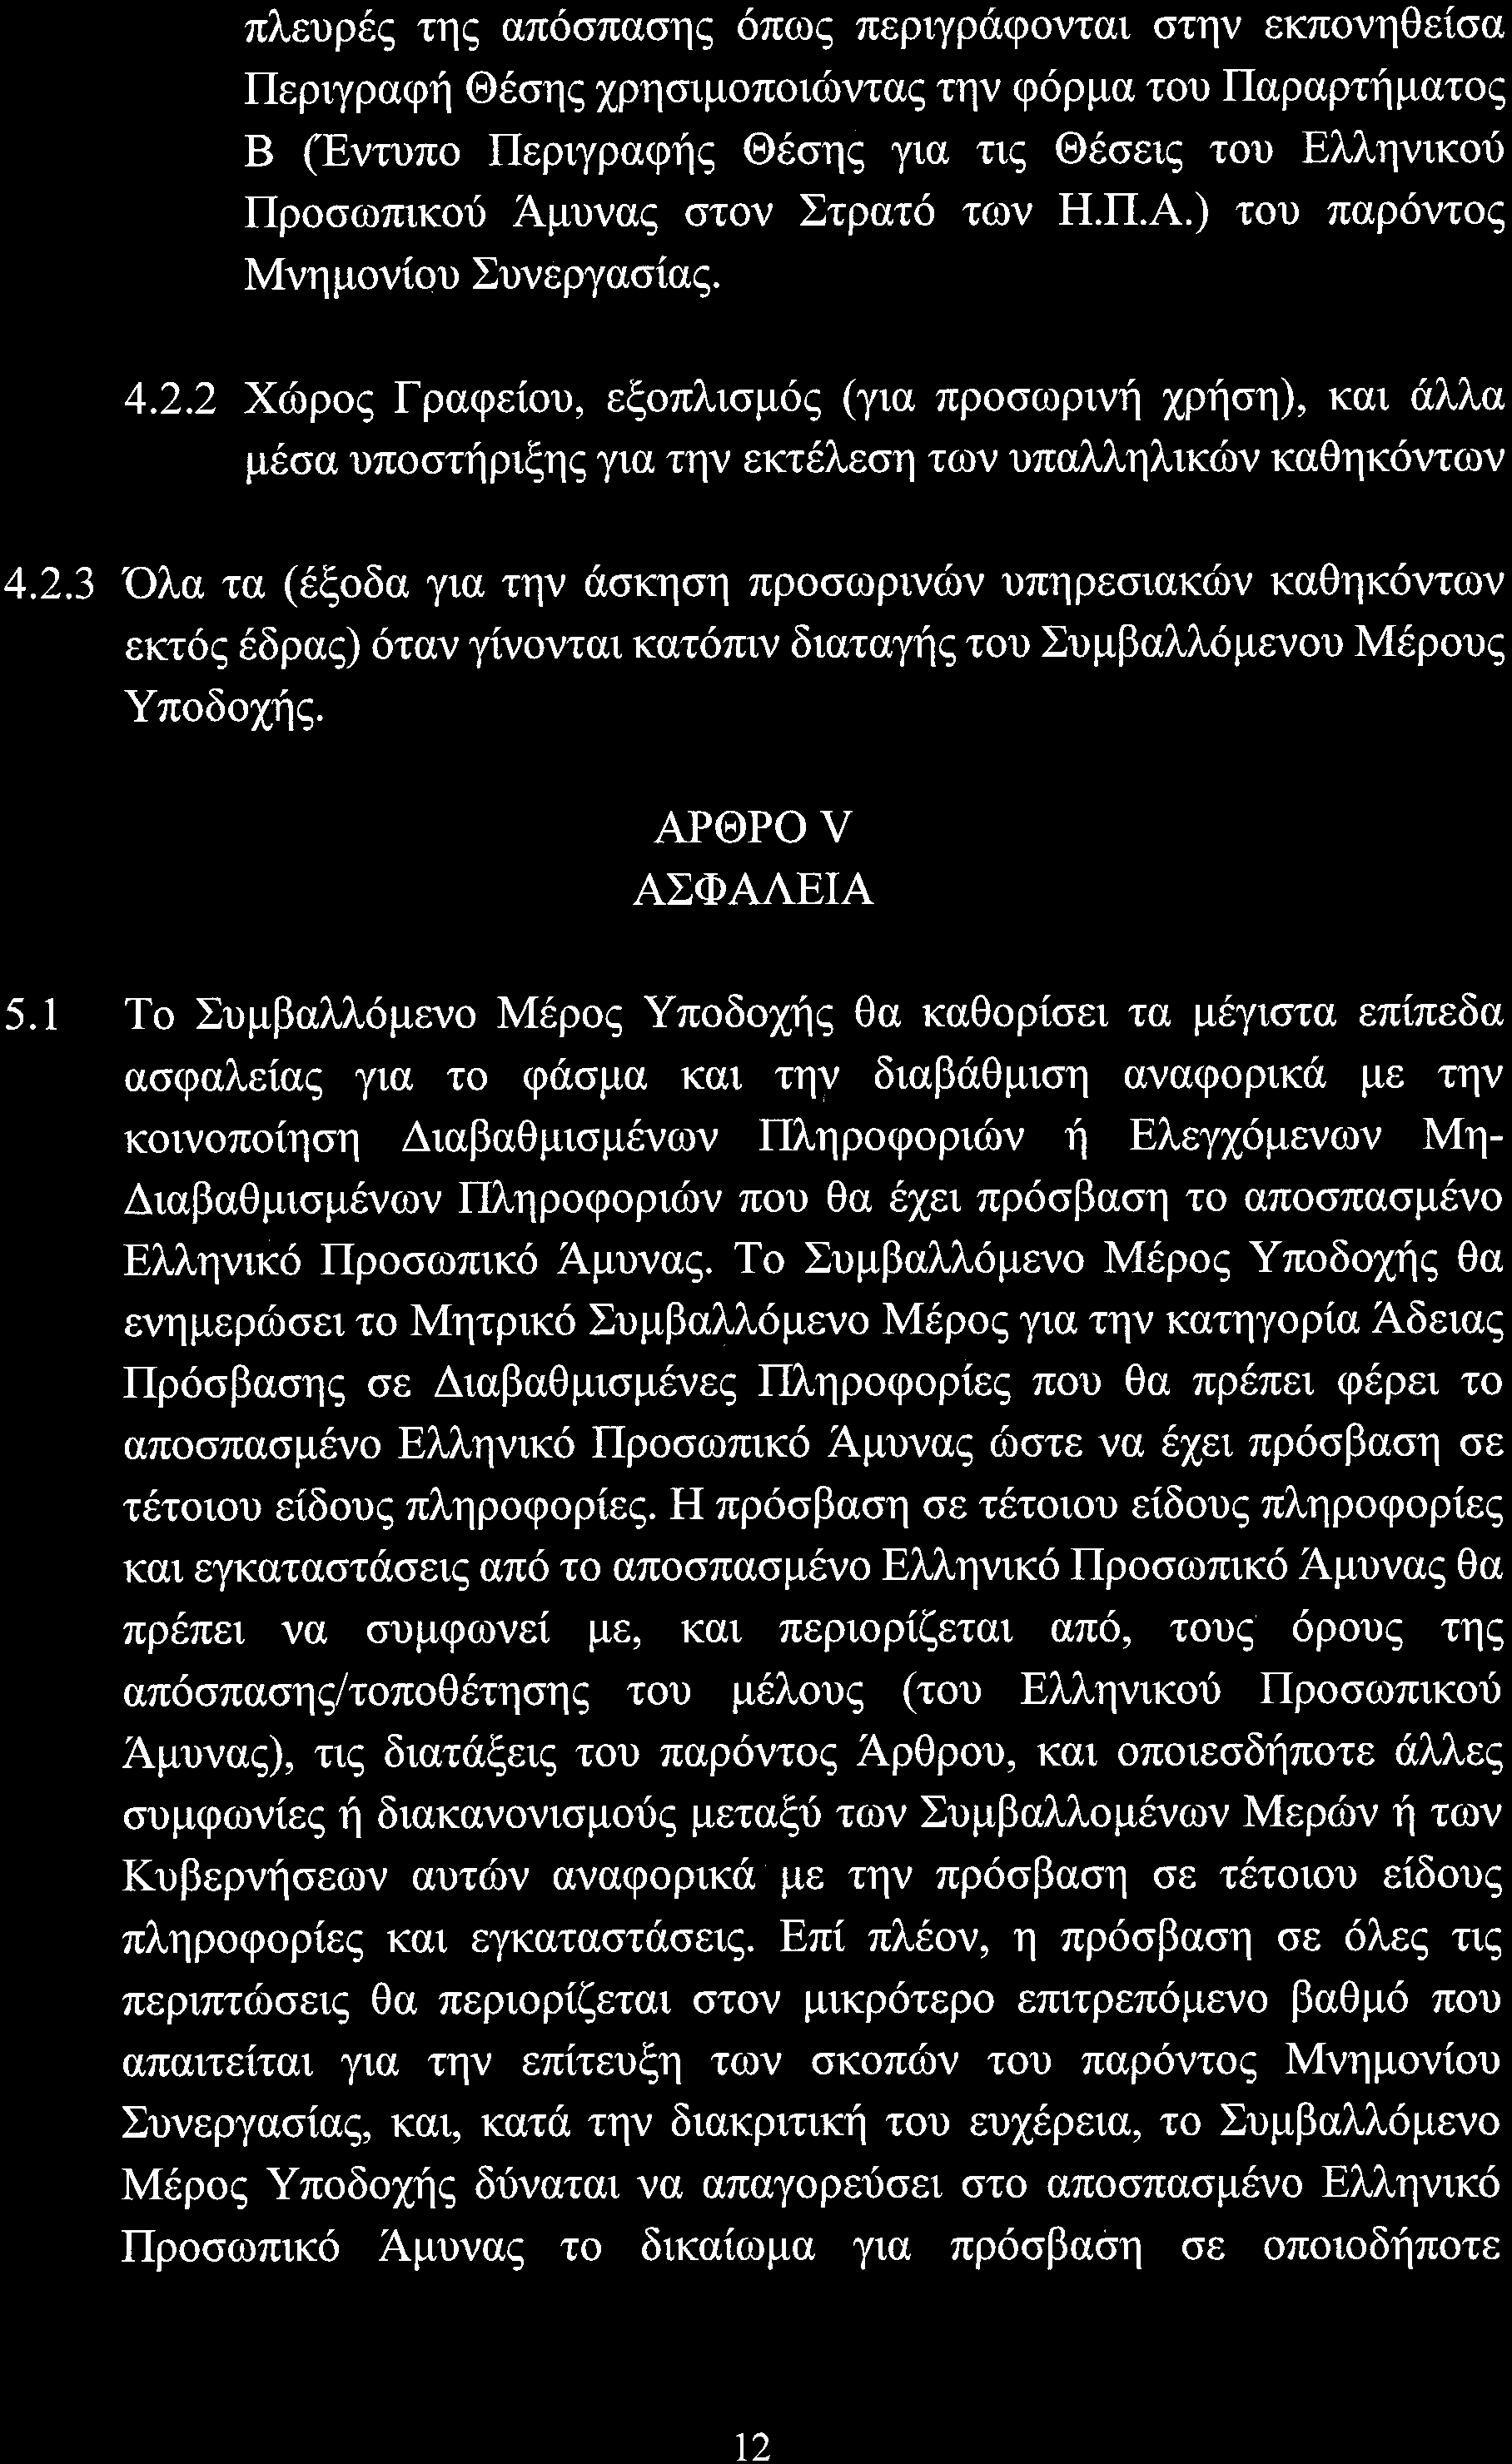 πλευρές της απόσπασης όπως περιγράφονται στην εκπονηθείσα
Περιγραφή Θέσης χρησιμοποιώντας την φόρμα του Παραρτήματος
Β (Έντυπο Περιγραφής Θέσης για τις Θέσεις του Ελληνικού
Προσωπικού Άμυνας στον Στρατό των Η.Π.Α.) του παρόντος
Μνημονίου Συνεργασίας.
4.2.2 Χώρος Γραφείου, εξοπλισμός (για προσωρινή χρήση), και άλλα
μέσα υποστήριξης για την εκτέλεση των υπαλληλικών καθηκόντων
4.2.3 Όλα τα (έξοδα για την άσκηση προσωρινών υπηρεσιακών καθηκόντων
εκτός έδρας) όταν γίνονται κατόπιν διαταγής του Συμβαλλόμενου Μέρους
Υποδοχής.
ΑΡΘΡΟ V
ΑΣΦΑΛΕΙΑ
5.1 Το Συμβαλλόμενο Μέρος Υποδοχής θα καθορίσει τα μέγιστα επίπεδα
ασφαλείας για το φάσμα και την διαβάθμιση αναφορικά με την
κοινοποίηση Διαβαθμισμένων Πληροφοριών ή Ελεγχόμενων Μη-
Διαβαθμισμένων Πληροφοριών που θα έχει πρόσβαση το αποσπασμένο
Ελληνικό Προσωπικό Άμυνας. Το Συμβαλλόμενο Μέρος Υποδοχής θα
ενημερώσει το Μητρικό Συμβαλλόμενο Μέρος για την κατηγορία Άδειας
Πρόσβασης σε Διαβαθμισμένες Πληροφορίες που θα πρέπει φέρει το
αποσπασμένο Ελληνικό Προσωπικό Άμυνας ώστε να έχει πρόσβαση σε
τέτοιου είδους πληροφορίες. Η πρόσβαση σε τέτοιου είδους πληροφορίες
και εγκαταστάσεις από το αποσπασμένο Ελληνικό Προσωπικό Άμυνας θα
πρέπει να συμφωνεί με, και περιορίζεται από, τους όρους της
απόσπασης/τοποθέτησης του μέλους (του Ελληνικού Προσωπικού
Άμυνας), τις διατάξεις του παρόντος Άρθρου, και οποιεσδήποτε άλλες
συμφωνίες ή διακανονισμούς μεταξύ των Συμβαλλομένων Μερών ή των
Κυβερνήσεων αυτών αναφορικά με την πρόσβαση σε τέτοιου είδους
πληροφορίες και εγκαταστάσεις. Επί πλέον, η πρόσβαση σε όλες τις
περιπτώσεις θα περιορίζεται στον μικρότερο επιτρεπόμενο βαθμό που
απαιτείται για την επίτευξη των σκοπών του παρόντος Μνημονίου
Συνεργασίας, και, κατά την διακριτική του ευχέρεια, το Συμβαλλόμενο
Μέρος Υποδοχής δύναται να απαγορεύσει στο αποσπασμένο Ελληνικό
Προσωπικό Άμυνας το δικαίωμα για πρόσβαση σε οποιοδήποτε
12